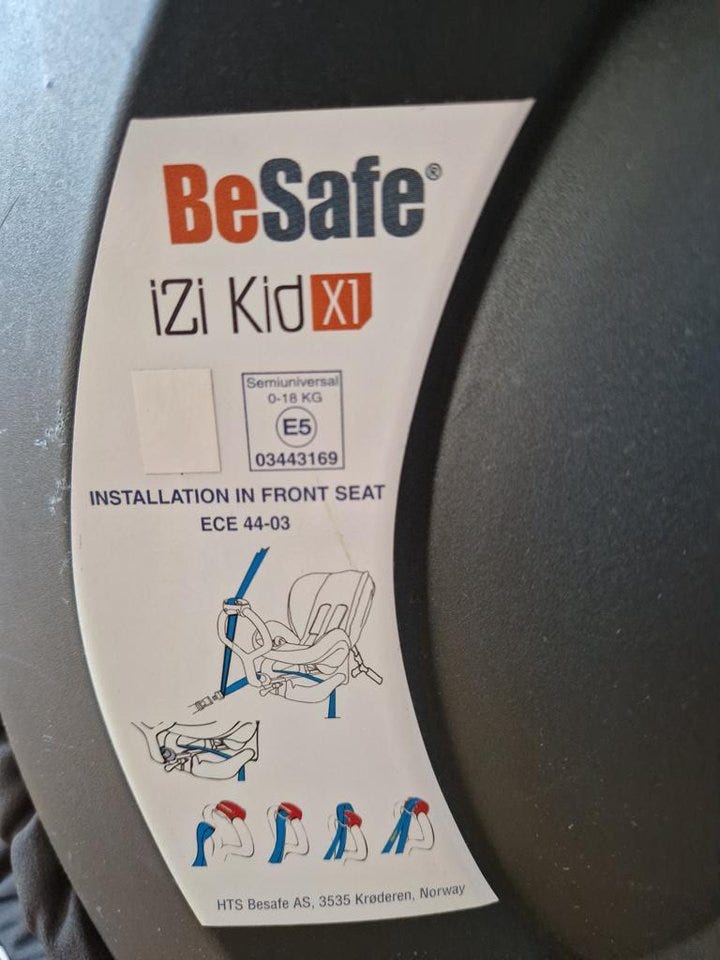 BeSafe®
iZi Kid X1
Semiuniversal
0-18 KG
E5
03443169
INSTALLATION IN FRONT SEAT
ECE 44-03
HTS Besafe AS, 3535 Krøderen, Norway